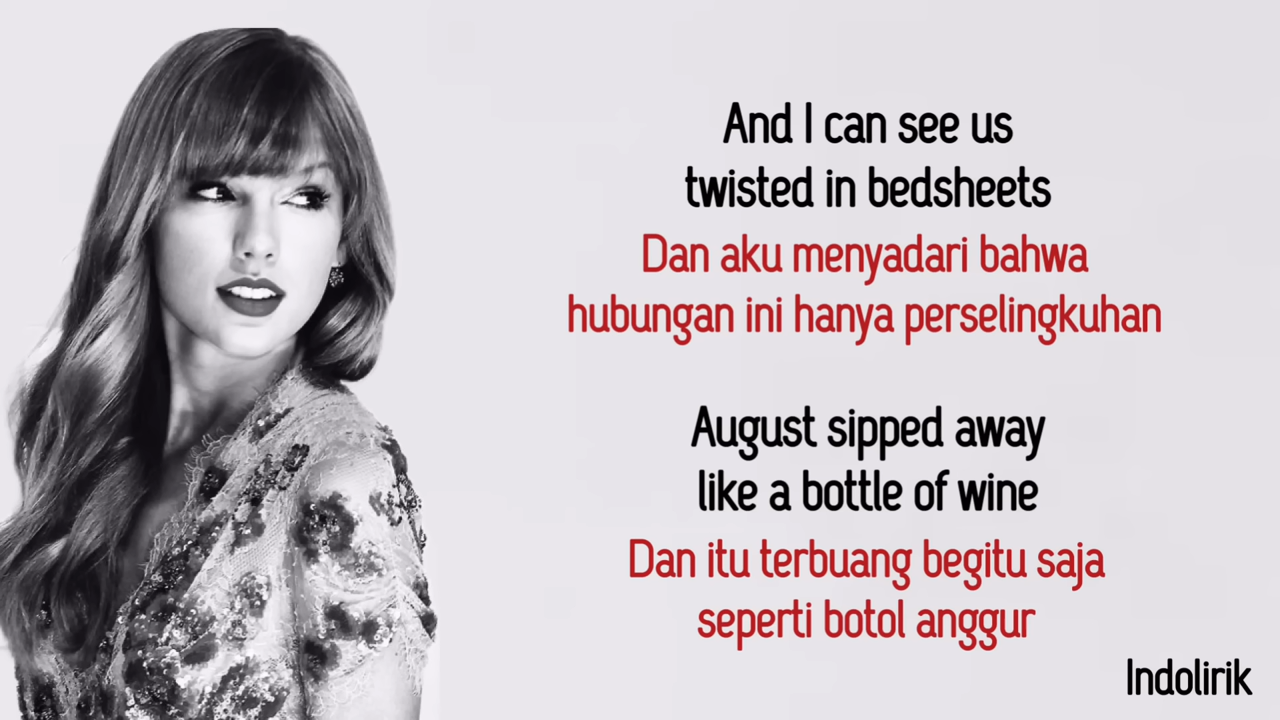 And I can see us
twisted in bedsheets
Dan aku menyadari bahwa
hubungan ini hanya perselingkuhan
August sipped away
like a bottle of wine
Dan itu terbuang begitu saja
seperti botol anggur
Indolirik